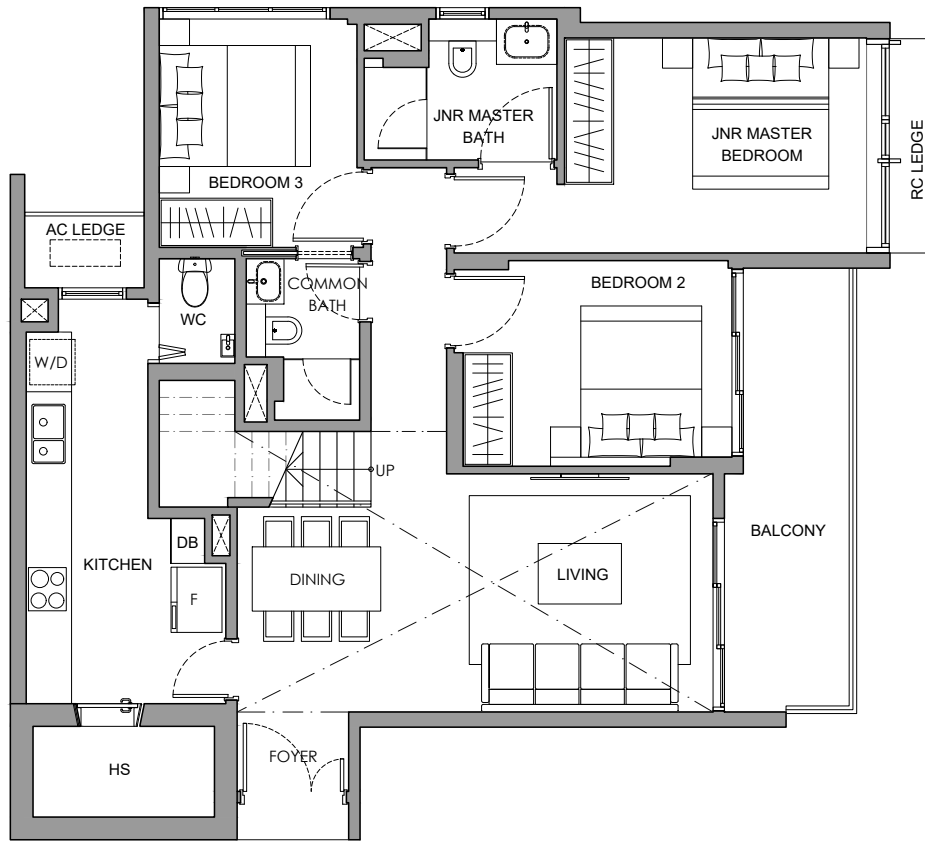 JNR MASTER
BATH
JNR MASTER
BEDROOM
RC LEDGE
BEDROOM 3
AC LEDGE
COMMON
BATH
BEDROOM 2
WC
W/D
UP
BALCONY
DB
KITCHEN
DINING
LIVING
F
FOYER
HS